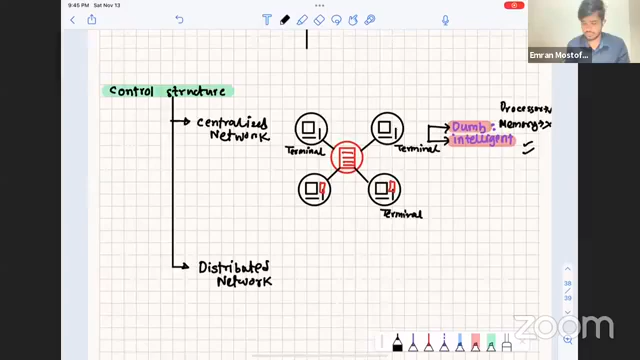 9:45 PM Sat Nov 13
Emran Mostof...
Control structure
Centralised
Network
Terminal
Terminal
Terminal
Dumb:
intelligent
Processor→x
Memory→x
Distributed
Network
38
39
zoom